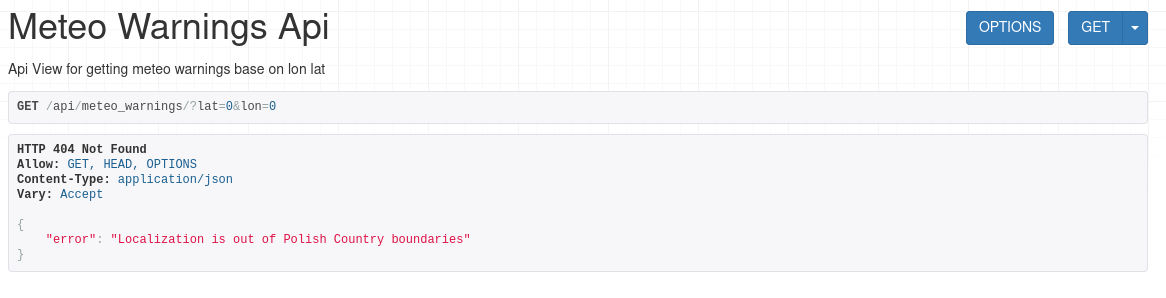 Meteo Warnings Api
OPTIONS
GET
Api View for getting meteo warnings base on lon lat
GET /api/meteo_warnings/?lat=0&lon=0
HTTP 404 Not Found
Allow: GET, HEAD, OPTIONS
Content-Type: application/json
Vary: Accept
{
    "error": "Localization is out of Polish Country boundaries"
}